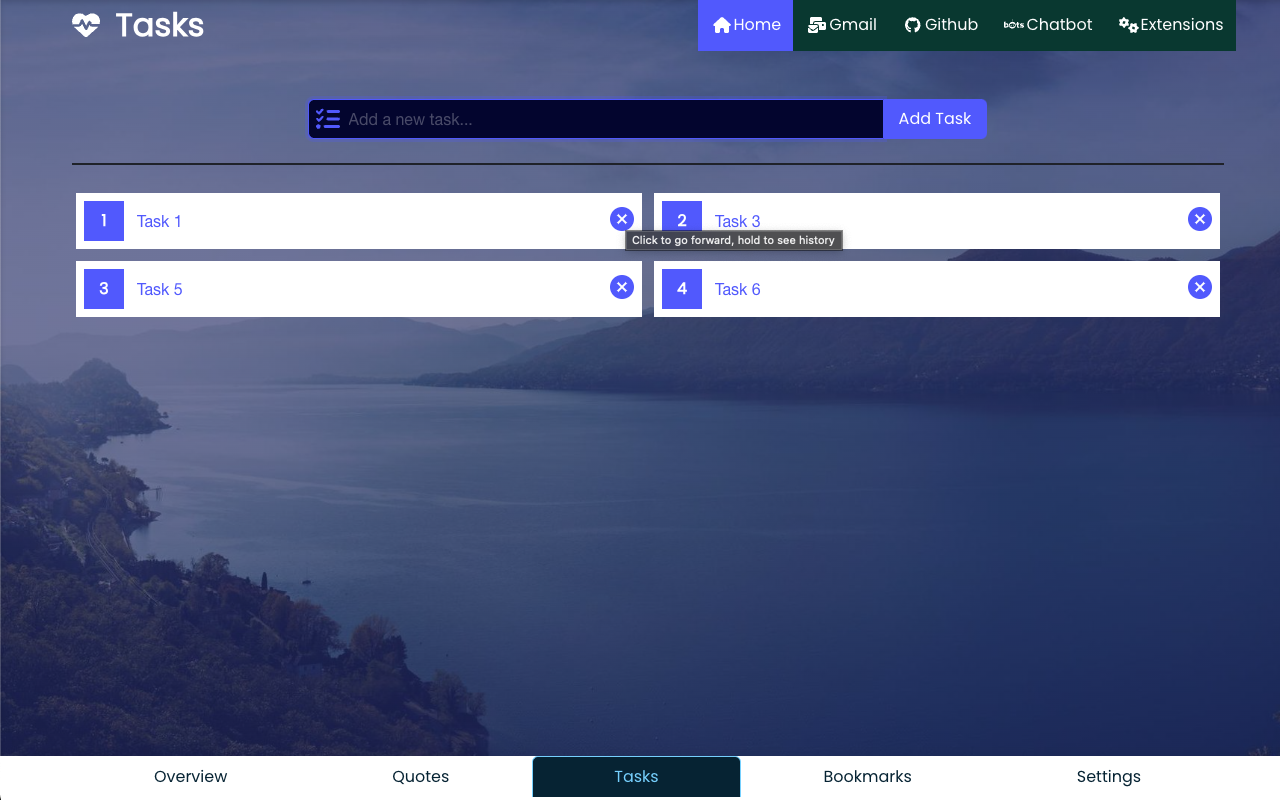 Tasks
Home Gmail Github bots Chatbot Extensions
Add a new task...
Add Task
1 Task 1
2 Task 3
Click to go forward, hold to see history
3 Task 5
4 Task 6
Overview Quotes Tasks Bookmarks Settings